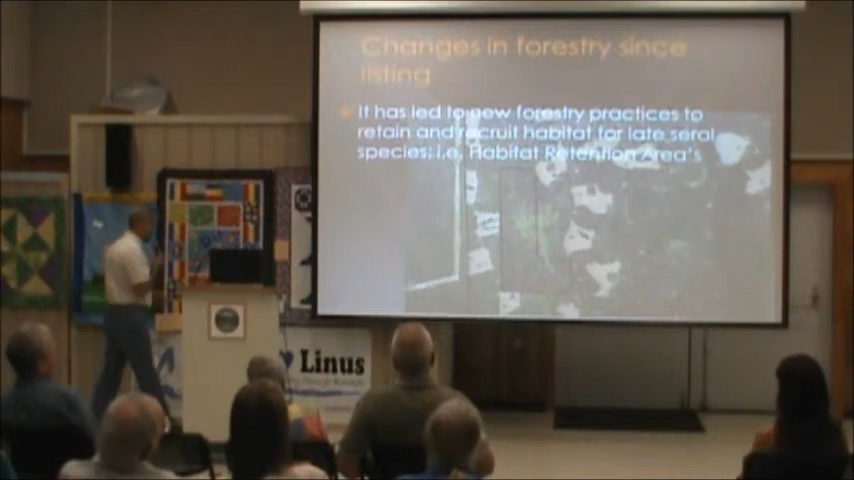 Changes in forestry since
listing
It has led to new forestry practices to
retain and recruit habitat for late seral
species: i.e. Habitat Retention Area's
Linus